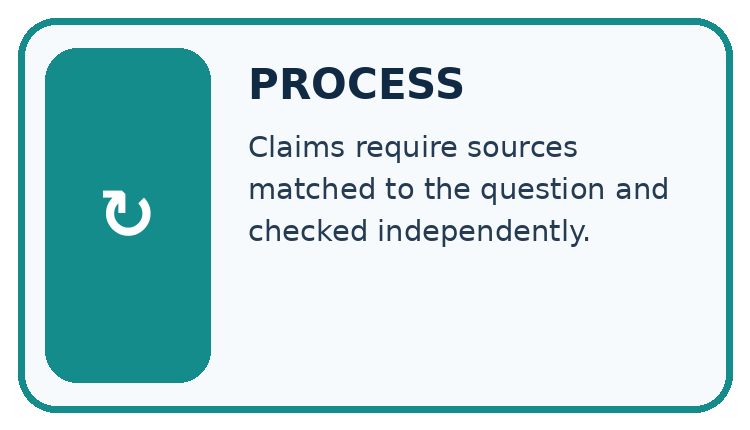 PROCESS
Claims require sources
matched to the question and
checked independently.